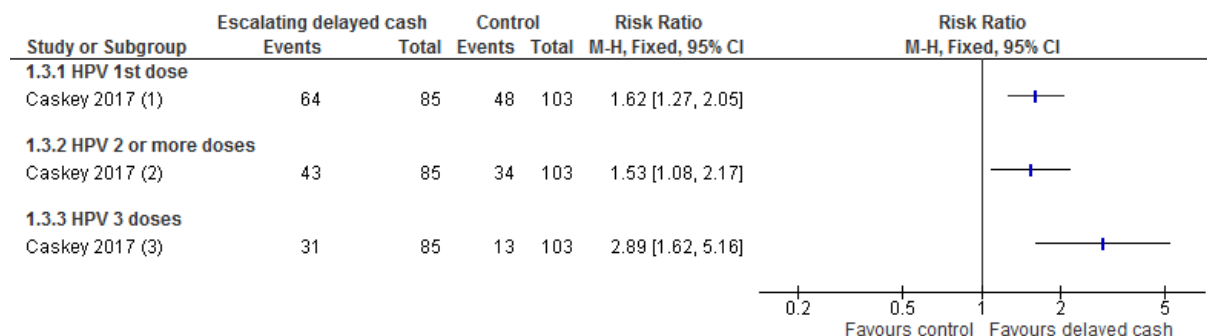 Escalating delayed cash Control Risk Ratio Risk Ratio
Study or Subgroup Events Total Events Total M-H, Fixed, 95% CI M-H, Fixed, 95% CI
1.3.1 HPV 1st dose
Caskey 2017 (1) 64 85 48 103 1.62 [1.27, 2.05]
1.3.2 HPV 2 or more doses
Caskey 2017 (2) 43 85 34 103 1.53 [1.08, 2.17]
1.3.3 HPV 3 doses
Caskey 2017 (3) 31 85 13 103 2.89 [1.62, 5.16]
0.2 0.5 1 2 5
Favours control Favours delayed cash